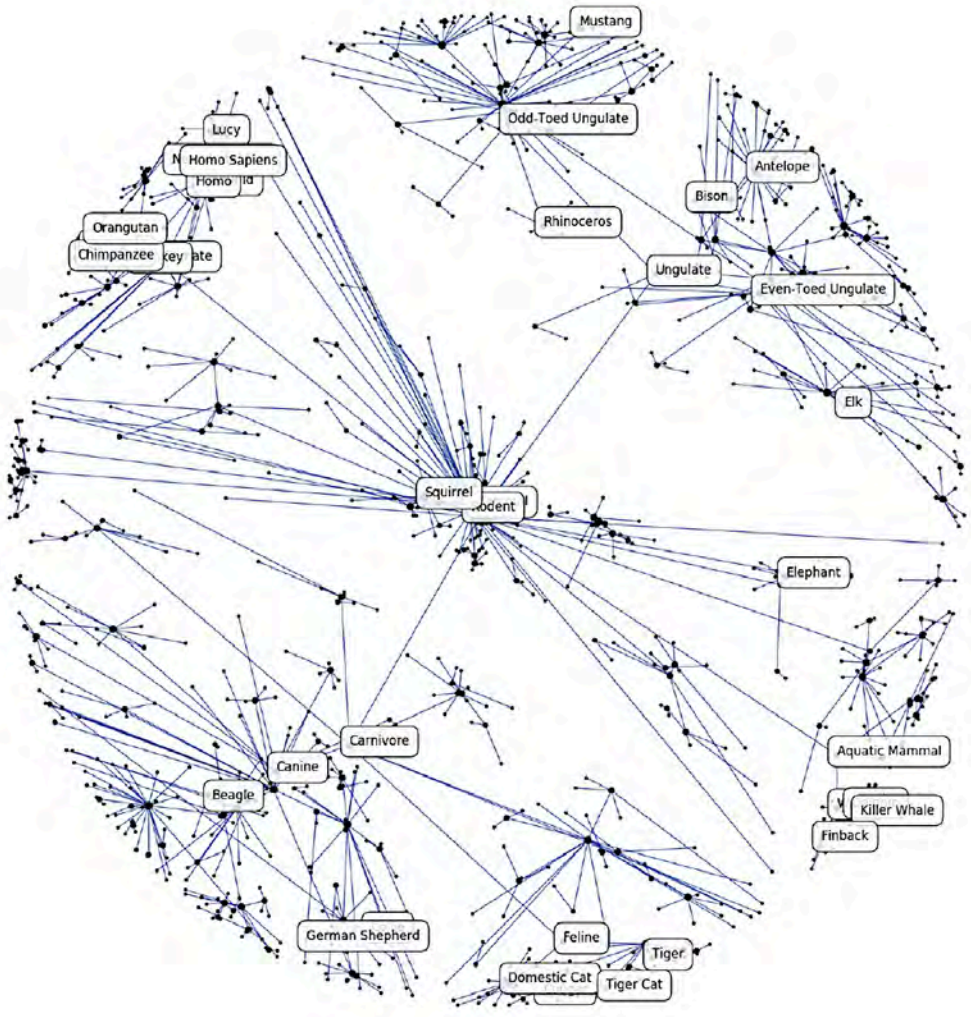 Mustang
Odd-Toed Ungulate
Lucy
Homo Sapiens
Homo
Antelope
Bison
Orangutan
Rhinoceros
Chimpanzee
Ungulate
Even-Toed Ungulate
Elk
Squirrel
Rodent
Elephant
Carnivore
Aquatic Mammal
Canine
Beagle
Killer Whale
Finback
German Shepherd
Feline
Tiger
Domestic Cat
Tiger Cat